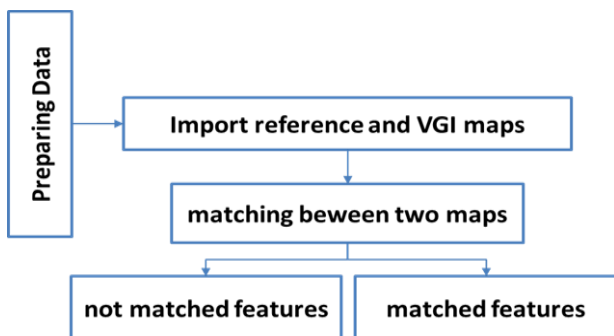 Preparing Data
Import reference and VGI maps
matching beween two maps
not matched features
matched features